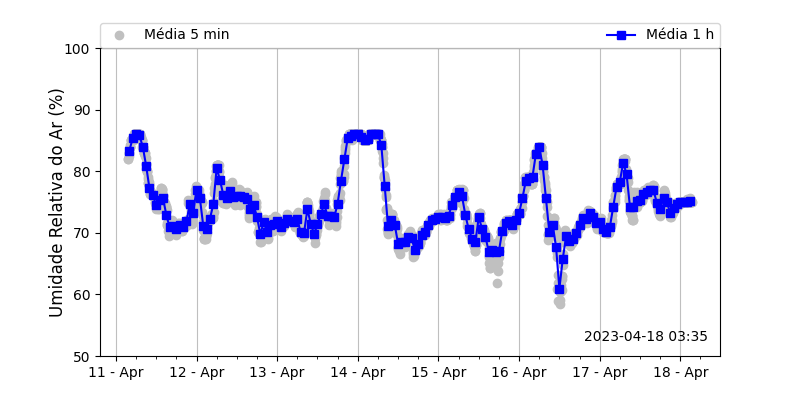 Média 5 min
Média 1 h
Umidade Relativa do Ar (%)
100
90
80
70
60
50
2023-04-18 03:35
11 - Apr
12 - Apr
13 - Apr
14 - Apr
15 - Apr
16 - Apr
17 - Apr
18 - Apr